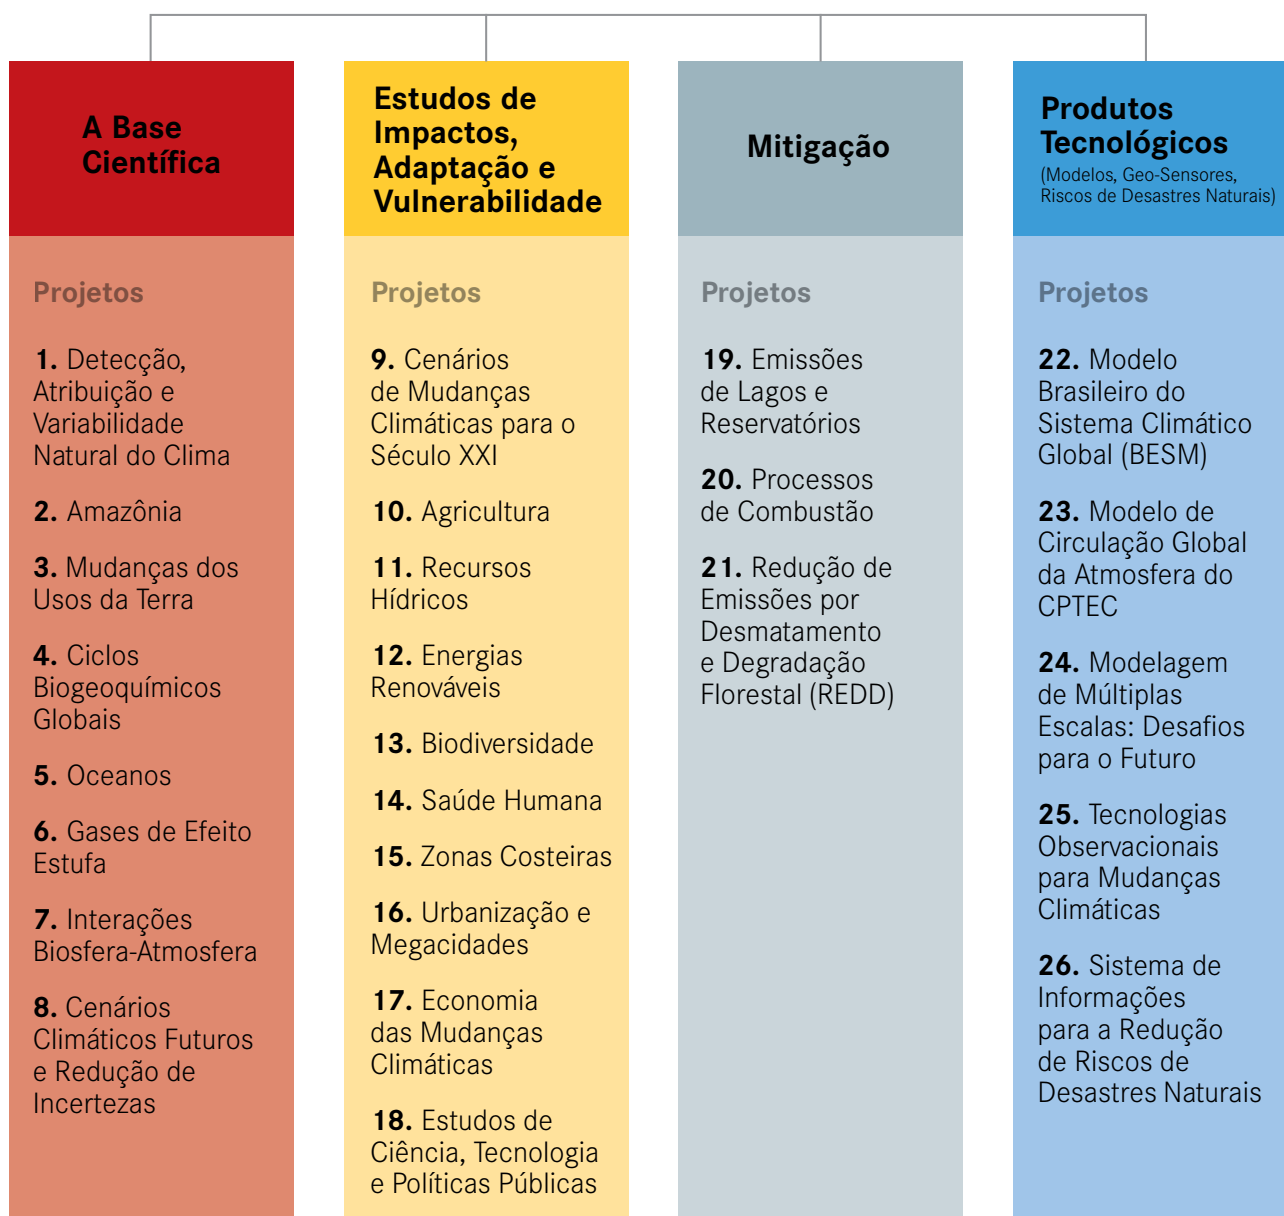 A Base
Científica
Projetos
1. Detecção,
Atribuição e
Variabilidade
Natural do Clima
2. Amazônia
3. Mudanças dos
Usos da Terra
4. Ciclos
Biogeoquímicos
Globais
5. Oceanos
6. Gases de Efeito
Estufa
7. Interações
Biosfera-Atmosfera
8. Cenários
Climáticos Futuros
e Redução de
Incertezas
Estudos de
Impactos,
Adaptação e
Vulnerabilidade
Projetos
9. Cenários
de Mudanças
Climáticas para o
Século XXI
10. Agricultura
11. Recursos
Hídricos
12. Energias
Renováveis
13. Biodiversidade
14. Saúde Humana
15. Zonas Costeiras
16. Urbanização e
Megacidades
17. Economia
das Mudanças
Climáticas
18. Estudos de
Ciência, Tecnologia
e Políticas Públicas
Mitigação
Projetos
19. Emissões
de Lagos e
Reservatórios
20. Processos
de Combustão
21. Redução de
Emissões por
Desmatamento
e Degradação
Florestal (REDD)
Produtos
Tecnológicos
(Modelos, Geo-Sensores,
Riscos de Desastres Naturais)
Projetos
22. Modelo
Brasileiro do
Sistema Climático
Global (BESM)
23. Modelo de
Circulação Global
da Atmosfera do
CPTEC
24. Modelagem
de Múltiplas
Escalas: Desafios
para o Futuro
25. Tecnologias
Observacionais
para Mudanças
Climáticas
26. Sistema de
Informações
para a Redução
de Riscos de
Desastres Naturais